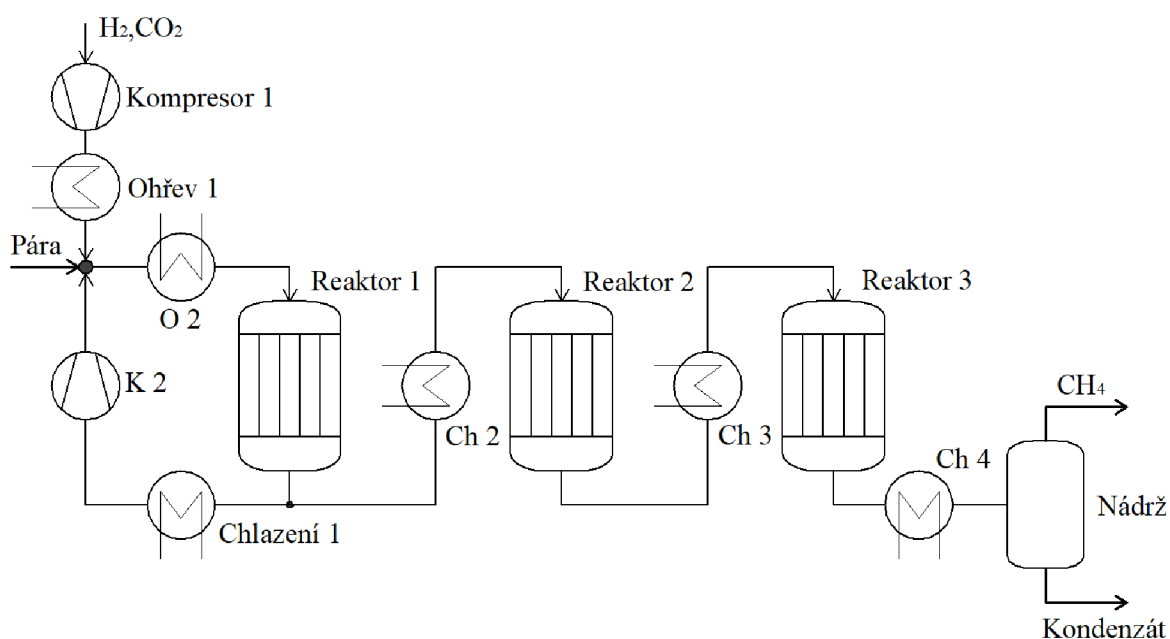 H₂,CO₂
Kompresor 1
Ohřev 1
Pára
O 2
Reaktor 1
Reaktor 2
Reaktor 3
K 2
Ch 2
Ch 3
CH₄
Ch 4
Chlazení 1
Nádrž
Kondenzát